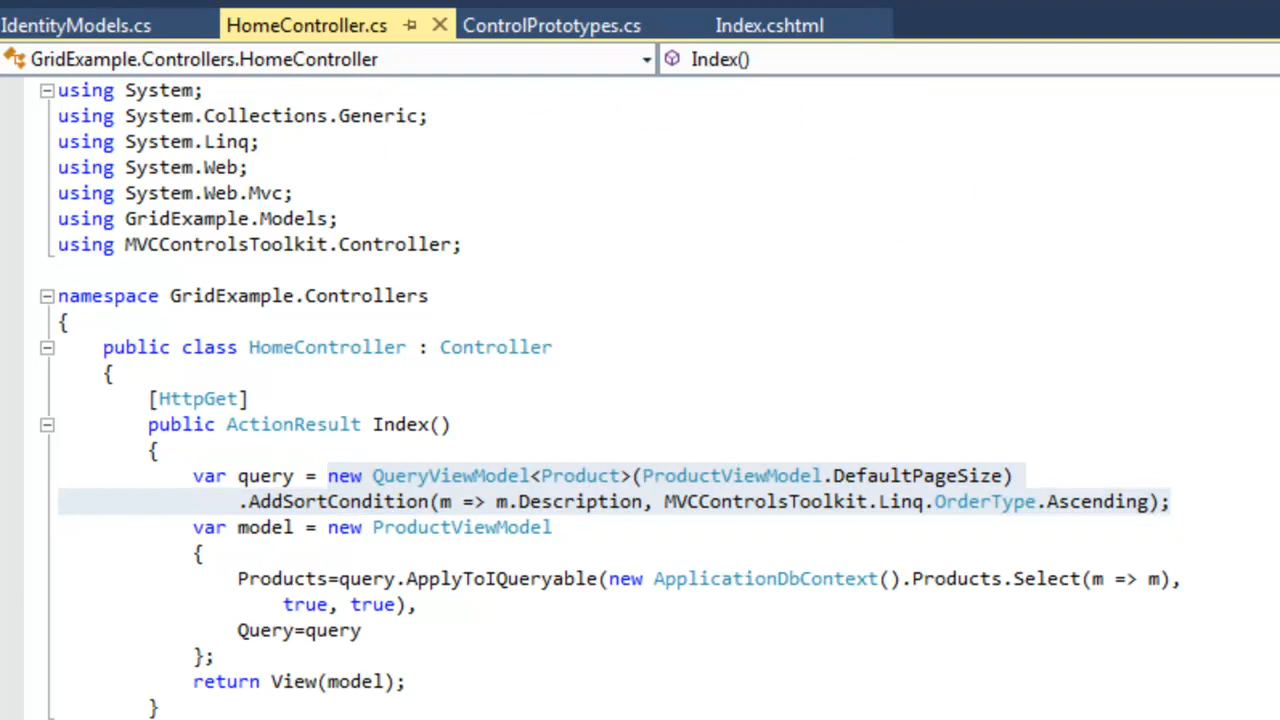 IdentityModels.cs HomeController.cs ControlPrototypes.cs Index.cshtml
GridExample.Controllers.HomeController Index()
using System;
using System.Collections.Generic;
using System.Linq;
using System.Web;
using System.Web.Mvc;
using GridExample.Models;
using MVCControlsToolkit.Controller;
namespace GridExample.Controllers
{
public class HomeController : Controller
{
[HttpGet]
public ActionResult Index()
{
var query = new QueryViewModel<Product>(ProductViewModel.DefaultPageSize)
.AddSortCondition(m => m.Description, MVCControlsToolkit.Linq.OrderType.Ascending);
var model = new ProductViewModel
{
Products=query.ApplyToIQueryable(new ApplicationDbContext().Products.Select(m => m),
true, true),
Query=query
};
return View(model);
}